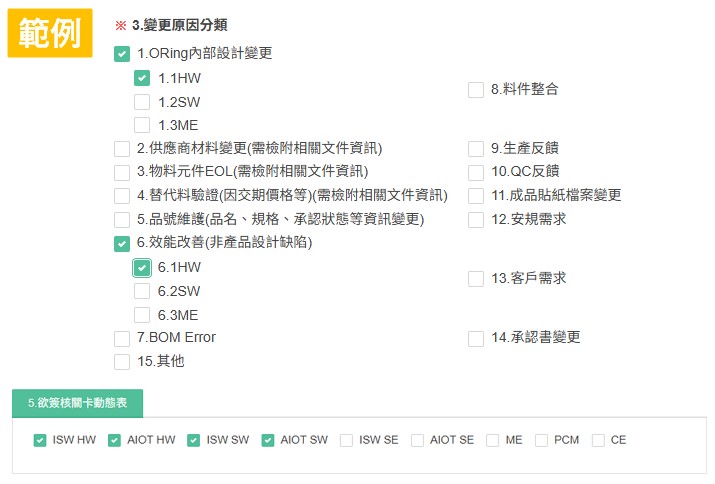 範例
※ 3.變更原因分類
1.ORing內部設計變更
1.1HW
8.料件整合
1.2SW
1.3ME
2.供應商材料變更(需檢附相關文件資訊)
9.生產反饋
3.物料元件EOL(需檢附相關文件資訊)
10.QC反饋
4.替代料驗證(因交期價格等)(需檢附相關文件資訊)
11.成品貼紙檔案變更
5.品號維護(品名、規格、承認狀態等資訊變更)
12.安規需求
6.效能改善(非產品設計缺陷)
6.1HW
13.客戶需求
6.2SW
6.3ME
7.BOM Error
14.承認書變更
15.其他
5.欲簽核關卡動態表
ISW HW AIOT HW ISW SW AIOT SW ISW SE AIOT SE ME PCM CE